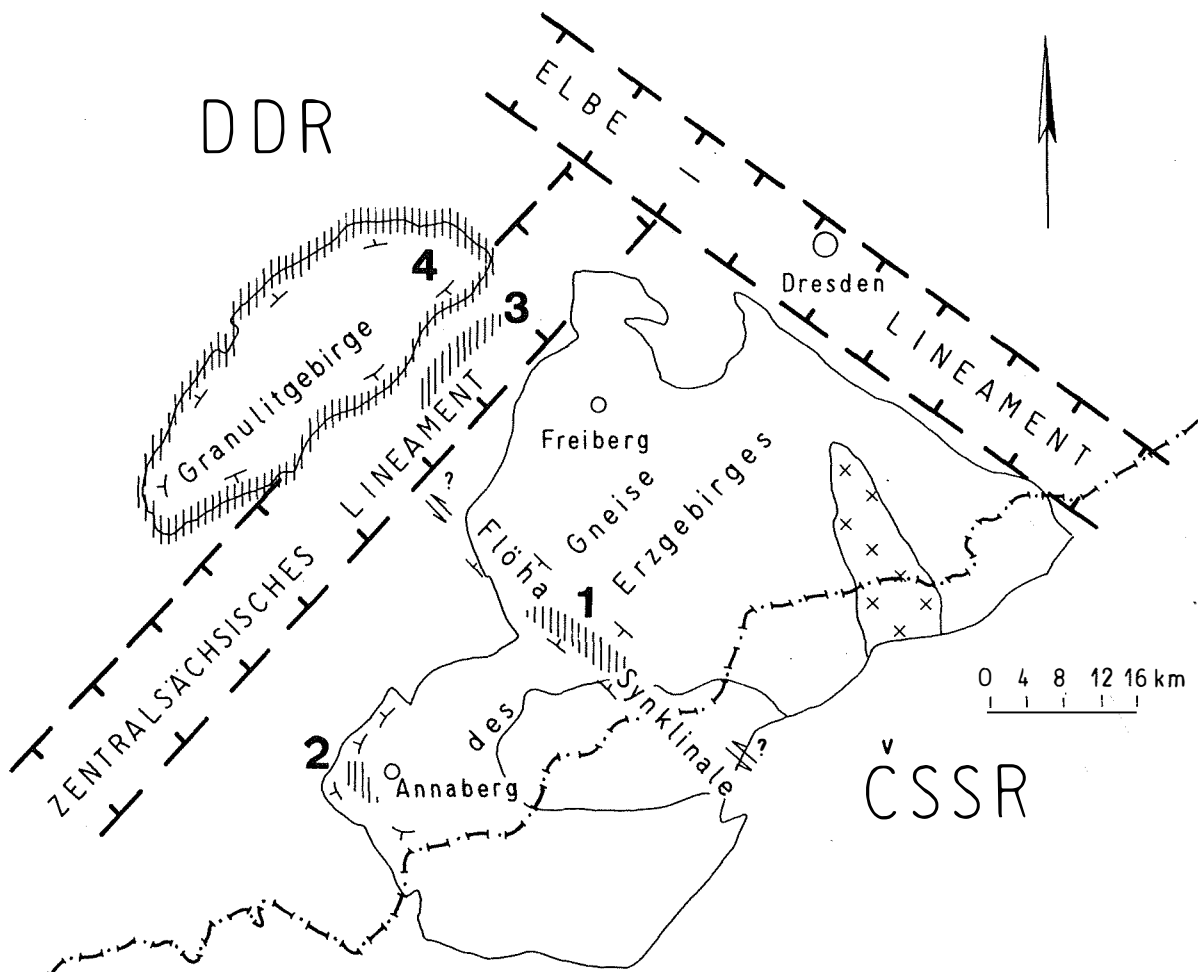 DDR
ELBE - LINEAMENT
Dresden
4
3
Granulitgebirge
ZENTRALSÄCHSISCHES LINEAMENT
Freiberg
?
Gneise
des Erzgebirges
Flöha Synklinale
1
2
Annaberg
?
ČSSR
0 4 8 12 16 km